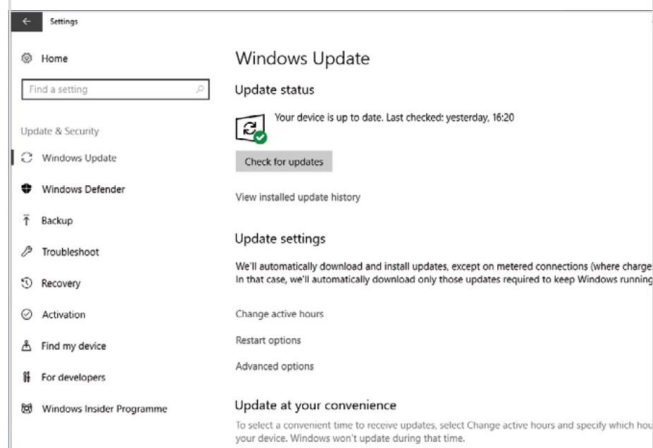 Settings
Home
Find a setting
Update & Security
Windows Update
Windows Defender
Backup
Troubleshoot
Recovery
Activation
Find my device
For developers
Windows Insider Programme
Windows Update
Update status
Your device is up to date. Last checked: yesterday, 16:20
Check for updates
View installed update history
Update settings
We'll automatically download and install updates, except on metered connections (where charge
In that case, we'll automatically download only those updates required to keep Windows running
Change active hours
Restart options
Advanced options
Update at your convenience
To select a convenient time to receive updates, select Change active hours and specify which hou
your device. Windows won't update during that time.